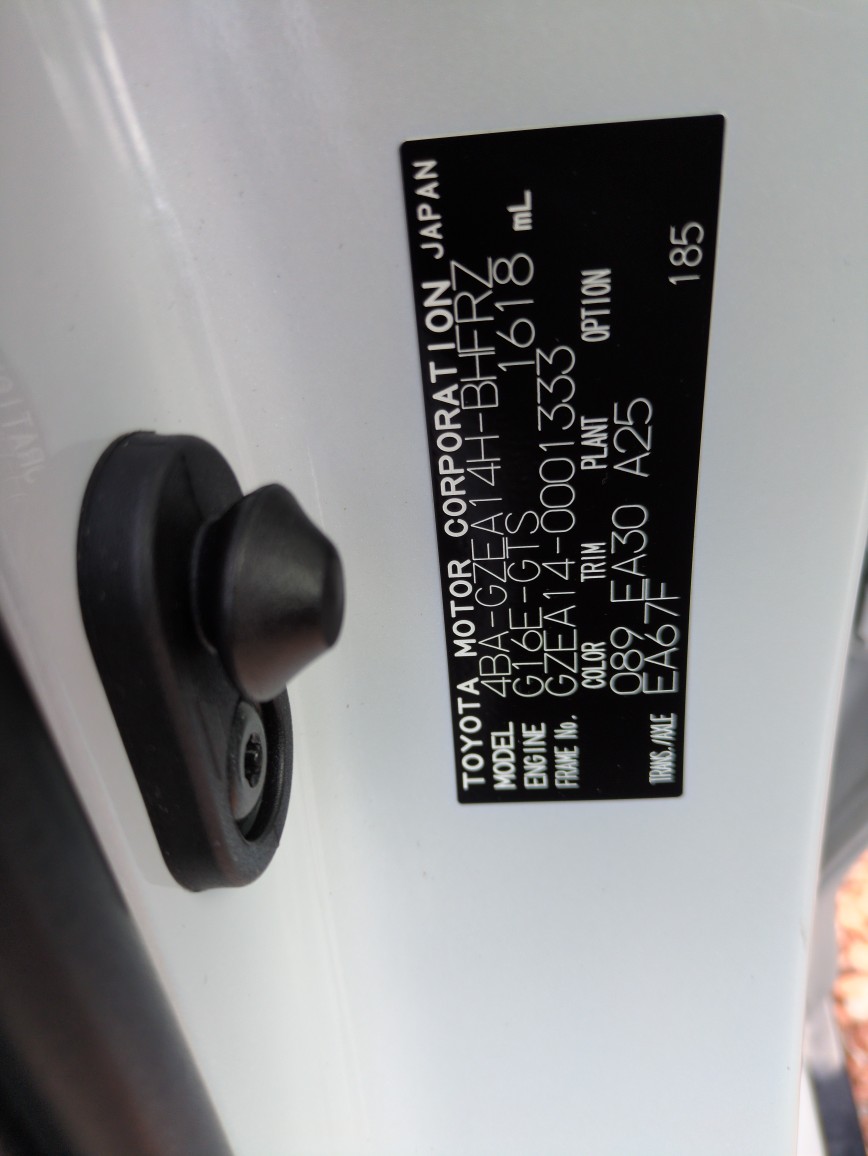 TOYOTA MOTOR CORPORATION JAPAN
MODEL 4BA-GZEA14H-BHFRZ
ENGINE G16E-GTS 1618 mL
FRAME No. GZEA14-0001333
COLOR TRIM PLANT OPTION
089 EA30 A25
TRANS./AXLE EA67F 185